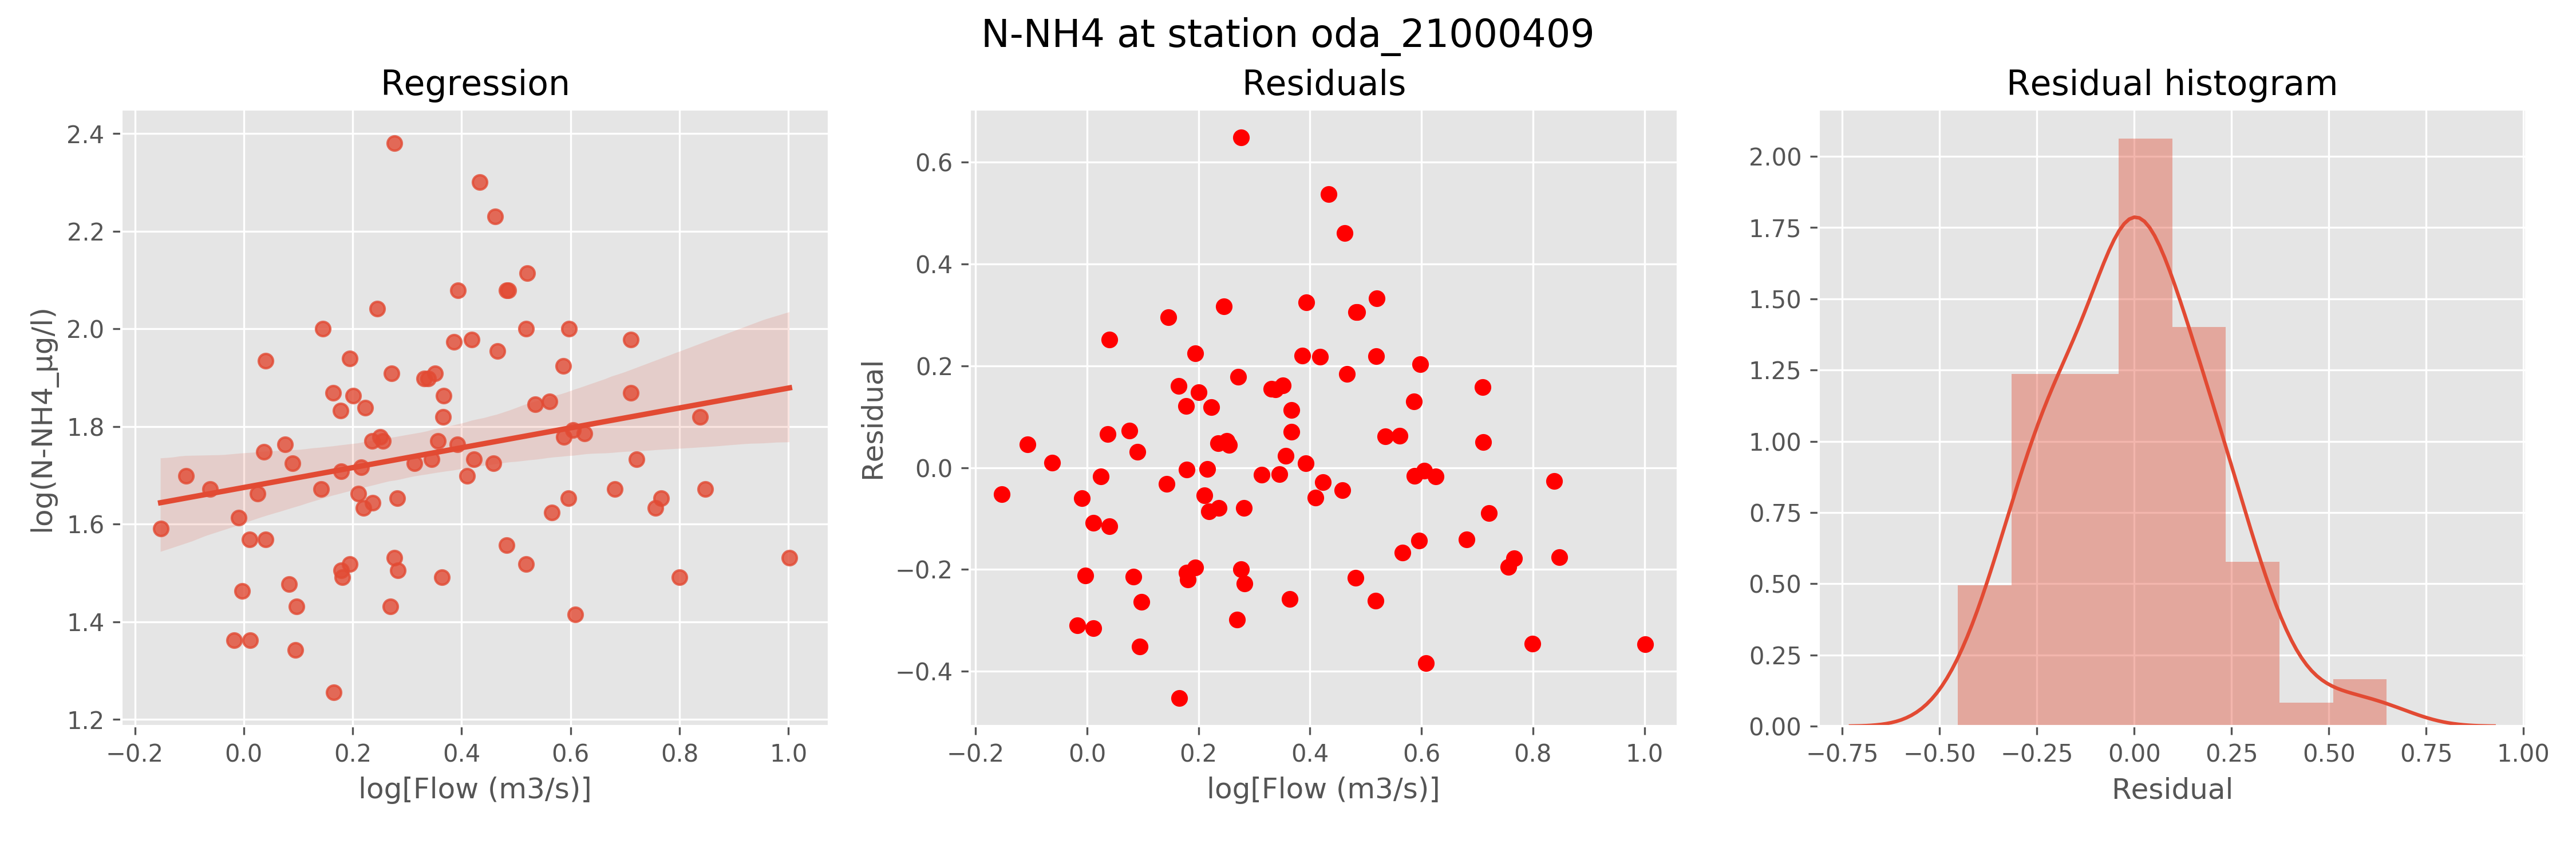 N-NH4 at station oda_21000409
Regression
2.4
2.2
2.0
1.8
1.6
1.4
1.2
log(N-NH4_µg/l)
−0.2 0.0 0.2 0.4 0.6 0.8 1.0
log[Flow (m3/s)]
Residuals
0.6
0.4
0.2
0.0
−0.2
−0.4
Residual
−0.2 0.0 0.2 0.4 0.6 0.8 1.0
log[Flow (m3/s)]
Residual histogram
2.00
1.75
1.50
1.25
1.00
0.75
0.50
0.25
0.00
−0.75 −0.50 −0.25 0.00 0.25 0.50 0.75 1.00
Residual